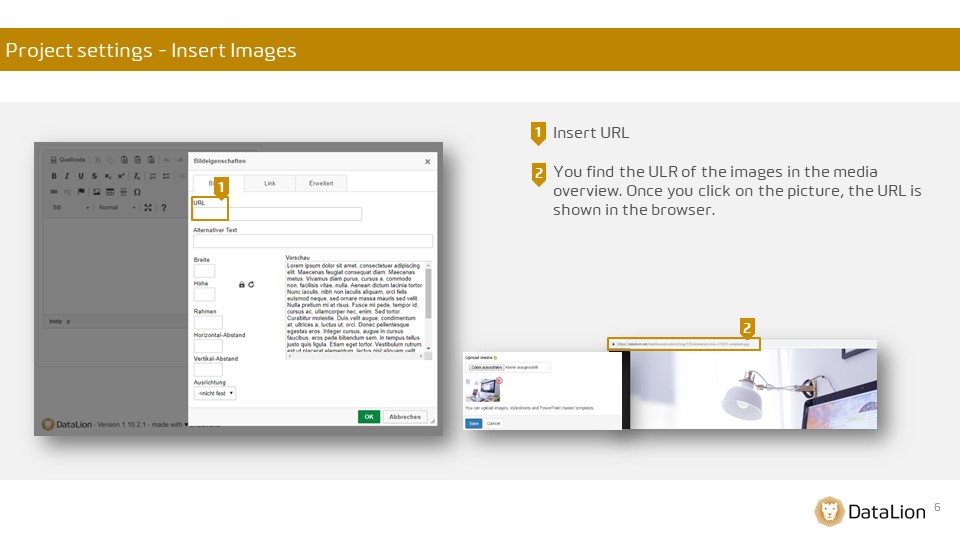 Project settings – Insert Images
1 Insert URL
2 You find the ULR of the images in the media
overview. Once you click on the picture, the URL is
shown in the browser.
Quellcode
Stil
Normal
body p
Bildeigenschaften
Link
Erweitert
1
URL
Alternativer Text
Breite
Höhe
Rahmen
Horizontal-Abstand
Vertikal-Abstand
Ausrichtung
<nicht fest
Vorschau
Lorem ipsum dolor sit amet, consectetuer adipiscing
elit. Maecenas feugiat consequat diam. Maecenas
metus. Vivamus diam purus, cursus a, commodo
non, facilisis vitae, nulla. Aenean dictum lacinia tortor.
Nunc iaculis, nibh non iaculis aliquam, orci felis
euismod neque, sed ornare massa mauris sed velit.
Nulla pretium mi et risus. Fusce mi pede, tempor id,
cursus ac, ullamcorper nec, enim. Sed tortor.
Curabitur molestie. Duis velit augue, condimentum
at, ultrices a, luctus ut, orci. Donec pellentesque
egestas eros. Integer cursus, augue in cursus
faucibus, eros pede bibendum sem, in tempus tellus
justo quis ligula. Etiam eget tortor. Vestibulum rutrum,
est ut placerat elementum, lectus nisl aliquam velit,
OK
Abbrechen
DataLion - Version 1.10.2.1 - made with ♥
2
Upload media
Datei auswählen Keine ausgewählt
You can upload images, stylesheets and PowerPoint master templates.
Save
Cancel
DataLion
6